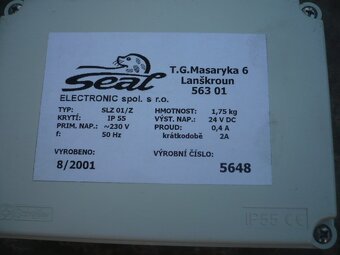 Seal
ELECTRONIC spol. s r.o.
T.G.Masaryka 6
Lanškroun
563 01
TYP: SLZ 01/Z
KRYTÍ: IP 55
PRIM. NAP.: ~230 V
f: 50 Hz
HMOTNOST: 1,75 kg
VÝST. NAP.: 24 V DC
PROUD: 0,4 A
krátkodobě 2A
VYROBENO:
8/2001
VÝROBNÍ ČÍSLO:
5648
IP55 CE